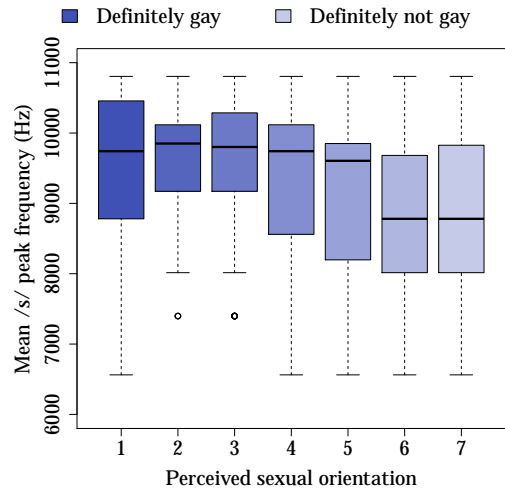 Definitely gay Definitely not gay
Mean /s/ peak frequency (Hz)
11000
10000
9000
8000
7000
6000
1 2 3 4 5 6 7
Perceived sexual orientation